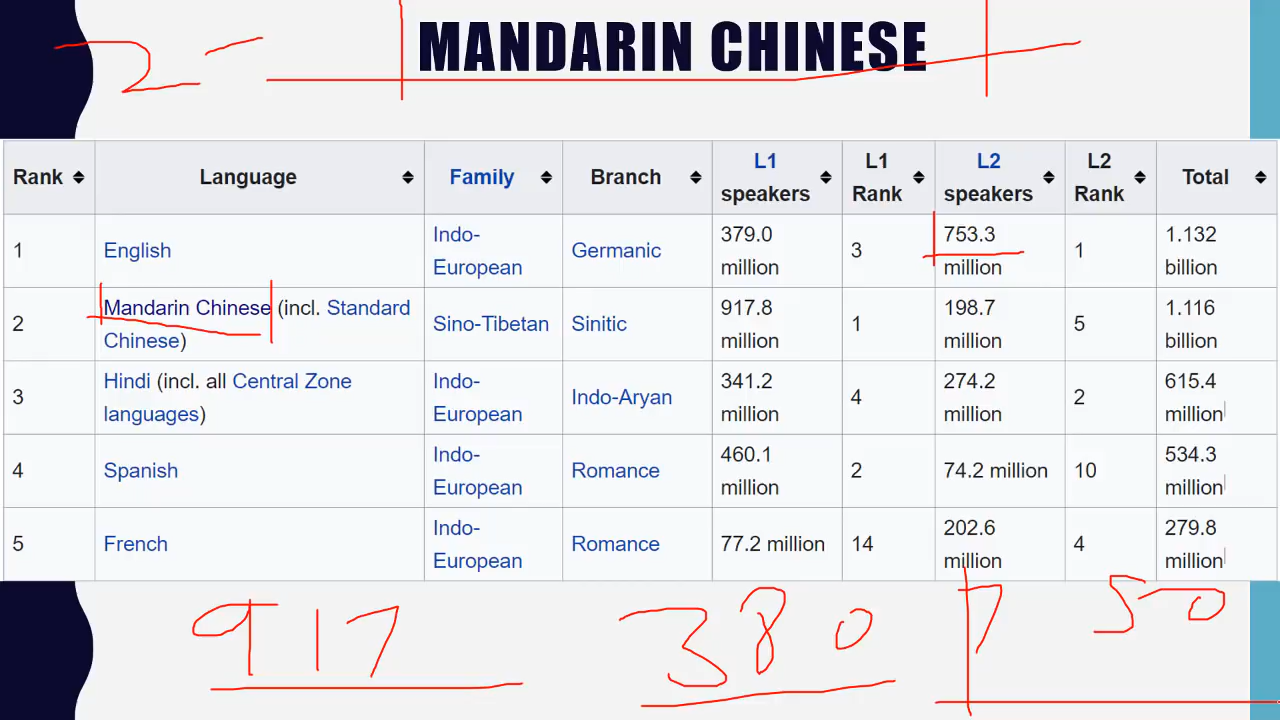 2
MANDARIN CHINESE
Rank Language Family Branch L1 speakers L1 Rank L2 speakers L2 Rank Total
1 English Indo-European Germanic 379.0 million 3 753.3 million 1 1.132 billion
2 Mandarin Chinese (incl. Standard Chinese) Sino-Tibetan Sinitic 917.8 million 1 198.7 million 5 1.116 billion
3 Hindi (incl. all Central Zone languages) Indo-European Indo-Aryan 341.2 million 4 274.2 million 2 615.4 million
4 Spanish Indo-European Romance 460.1 million 2 74.2 million 10 534.3 million
5 French Indo-European Romance 77.2 million 14 202.6 million 4 279.8 million
917 380 750